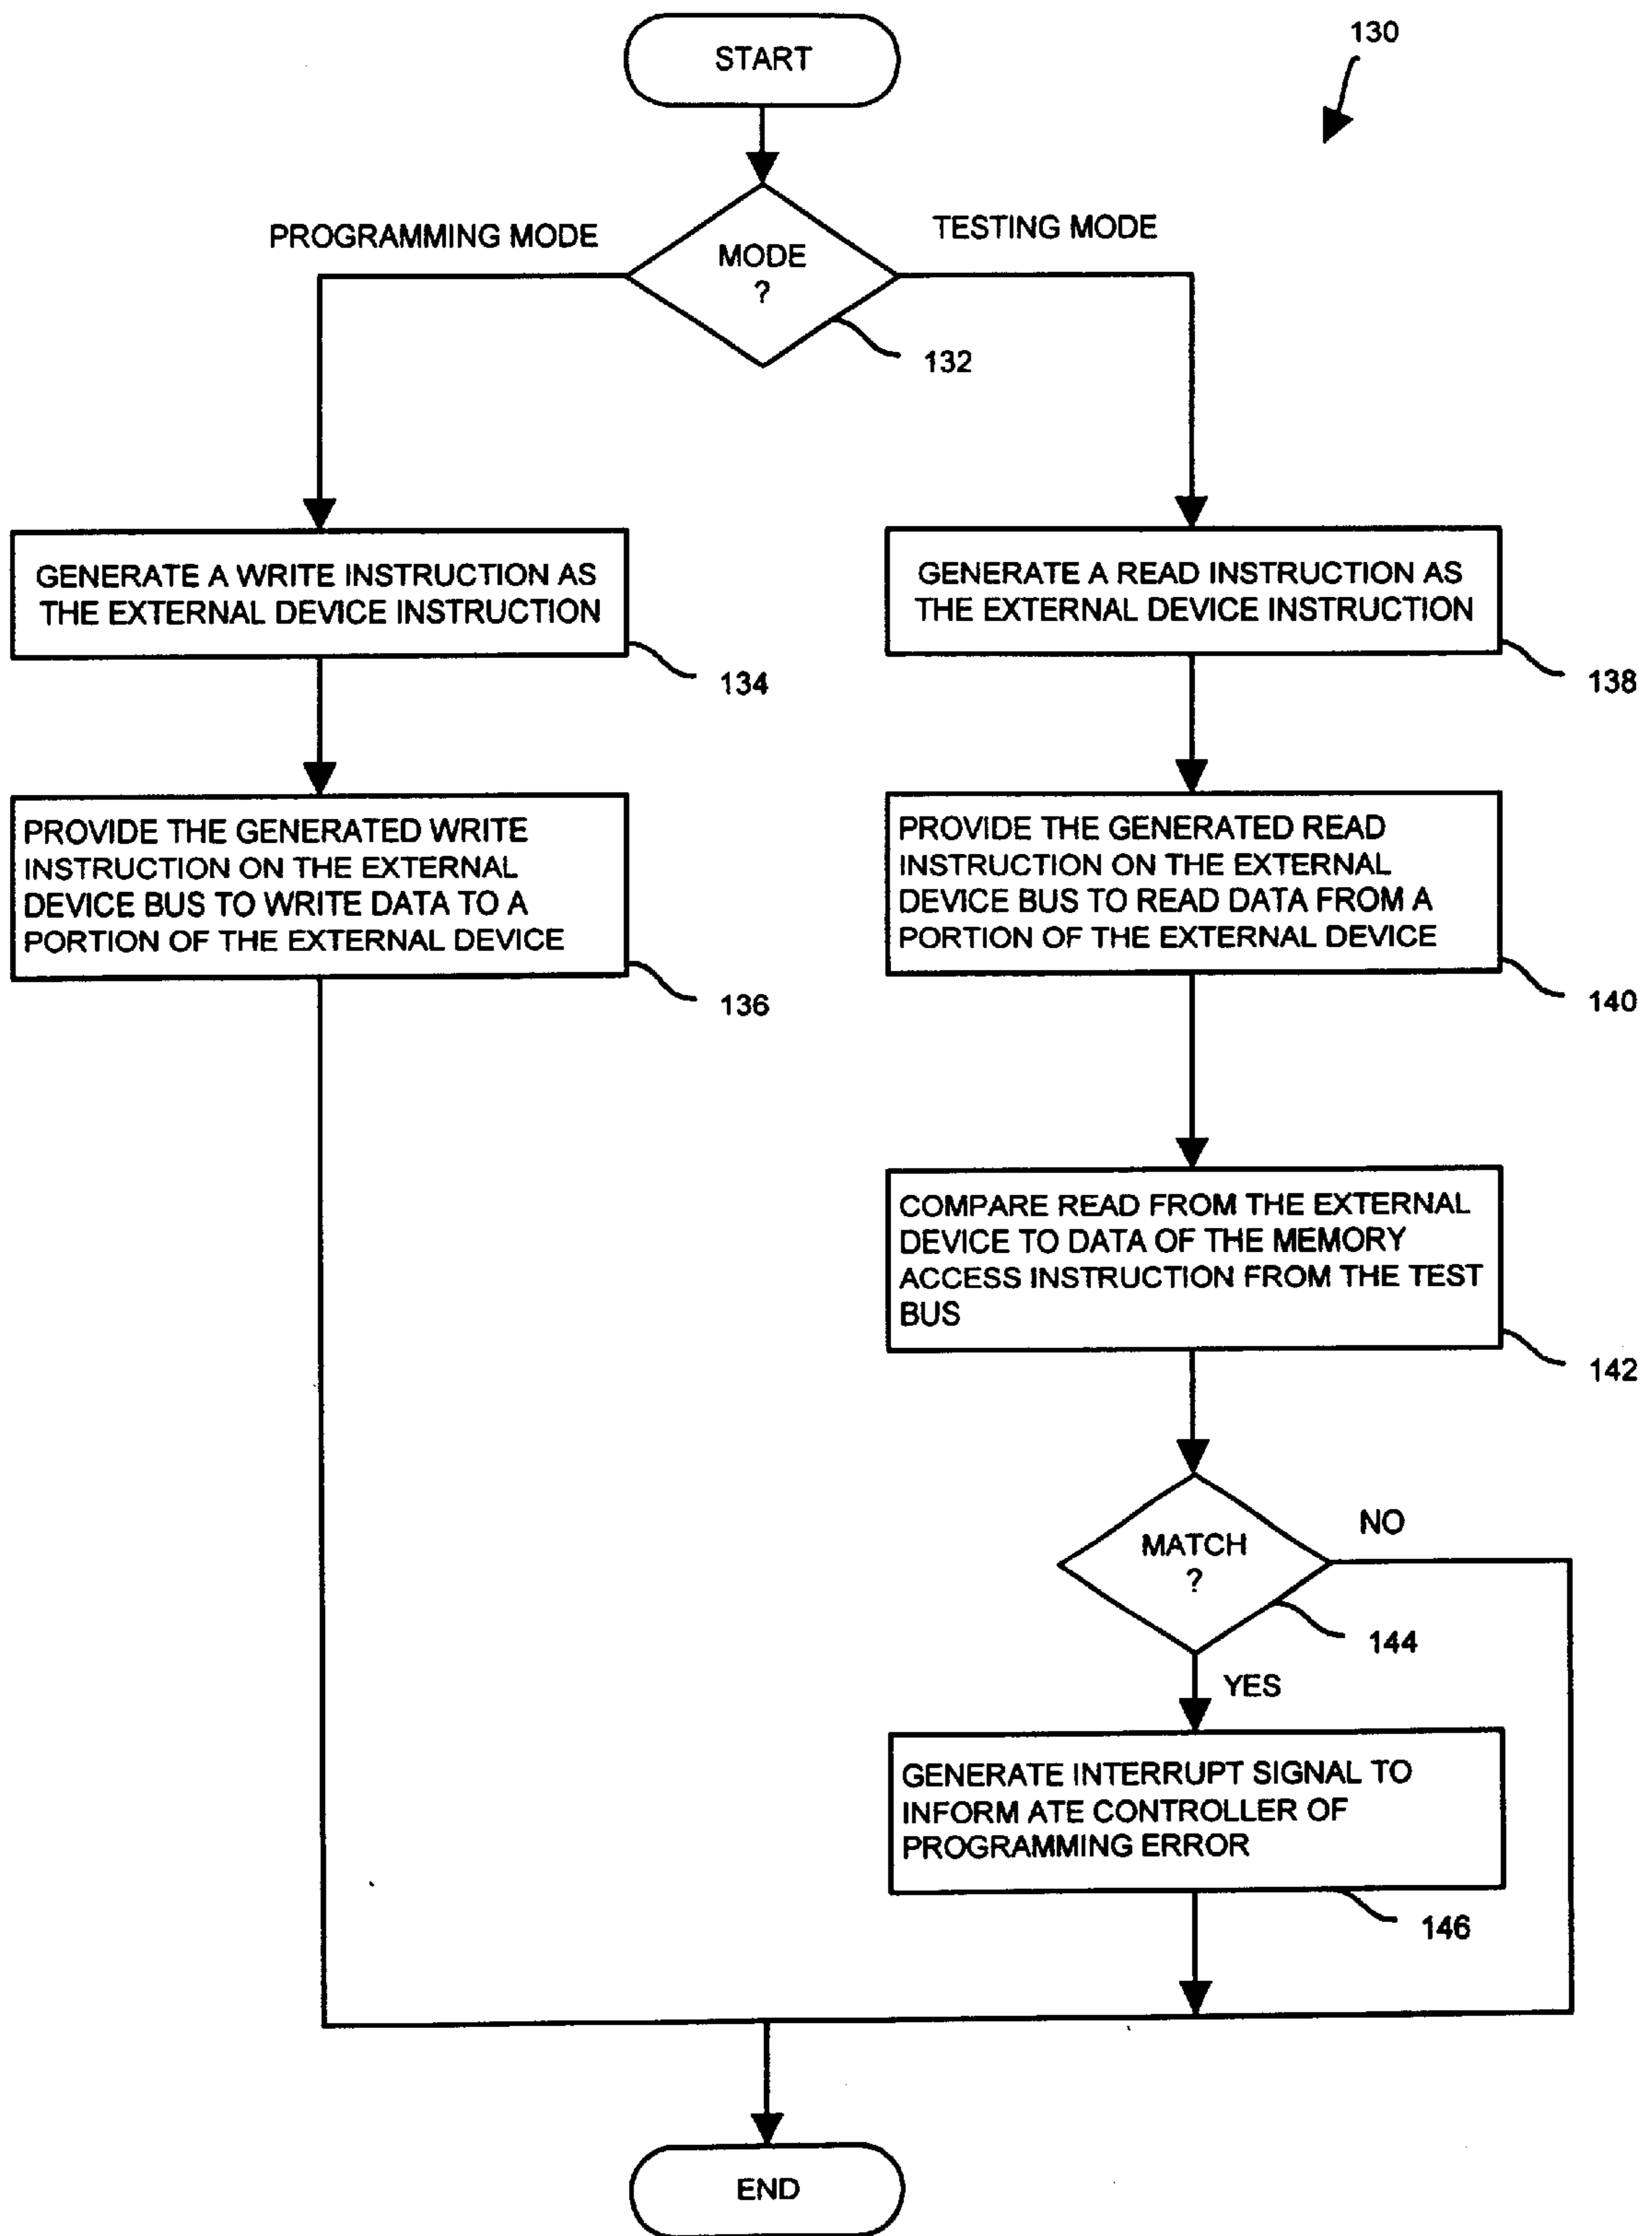 START
130
PROGRAMMING MODE
TESTING MODE
MODE
?
132
GENERATE A WRITE INSTRUCTION AS
THE EXTERNAL DEVICE INSTRUCTION
134
GENERATE A READ INSTRUCTION AS
THE EXTERNAL DEVICE INSTRUCTION
138
PROVIDE THE GENERATED WRITE
INSTRUCTION ON THE EXTERNAL
DEVICE BUS TO WRITE DATA TO A
PORTION OF THE EXTERNAL DEVICE
136
PROVIDE THE GENERATED READ
INSTRUCTION ON THE EXTERNAL
DEVICE BUS TO READ DATA FROM A
PORTION OF THE EXTERNAL DEVICE
140
COMPARE READ FROM THE EXTERNAL
DEVICE TO DATA OF THE MEMORY
ACCESS INSTRUCTION FROM THE TEST
BUS
142
MATCH
?
NO
144
YES
GENERATE INTERRUPT SIGNAL TO
INFORM ATE CONTROLLER OF
PROGRAMMING ERROR
146
END